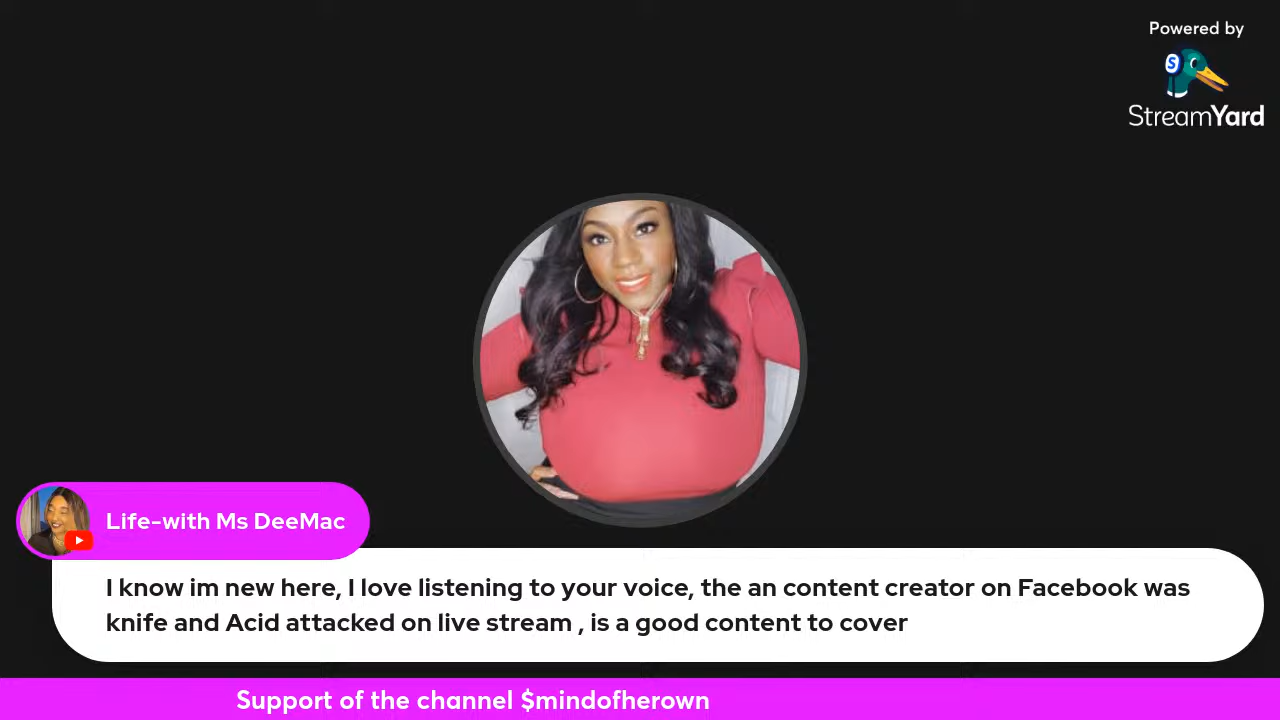 Powered by
S
StreamYard
Life-with Ms DeeMac
I know im new here, I love listening to your voice, the an content creator on Facebook was
knife and Acid attacked on live stream , is a good content to cover
Support of the channel $mindofherown